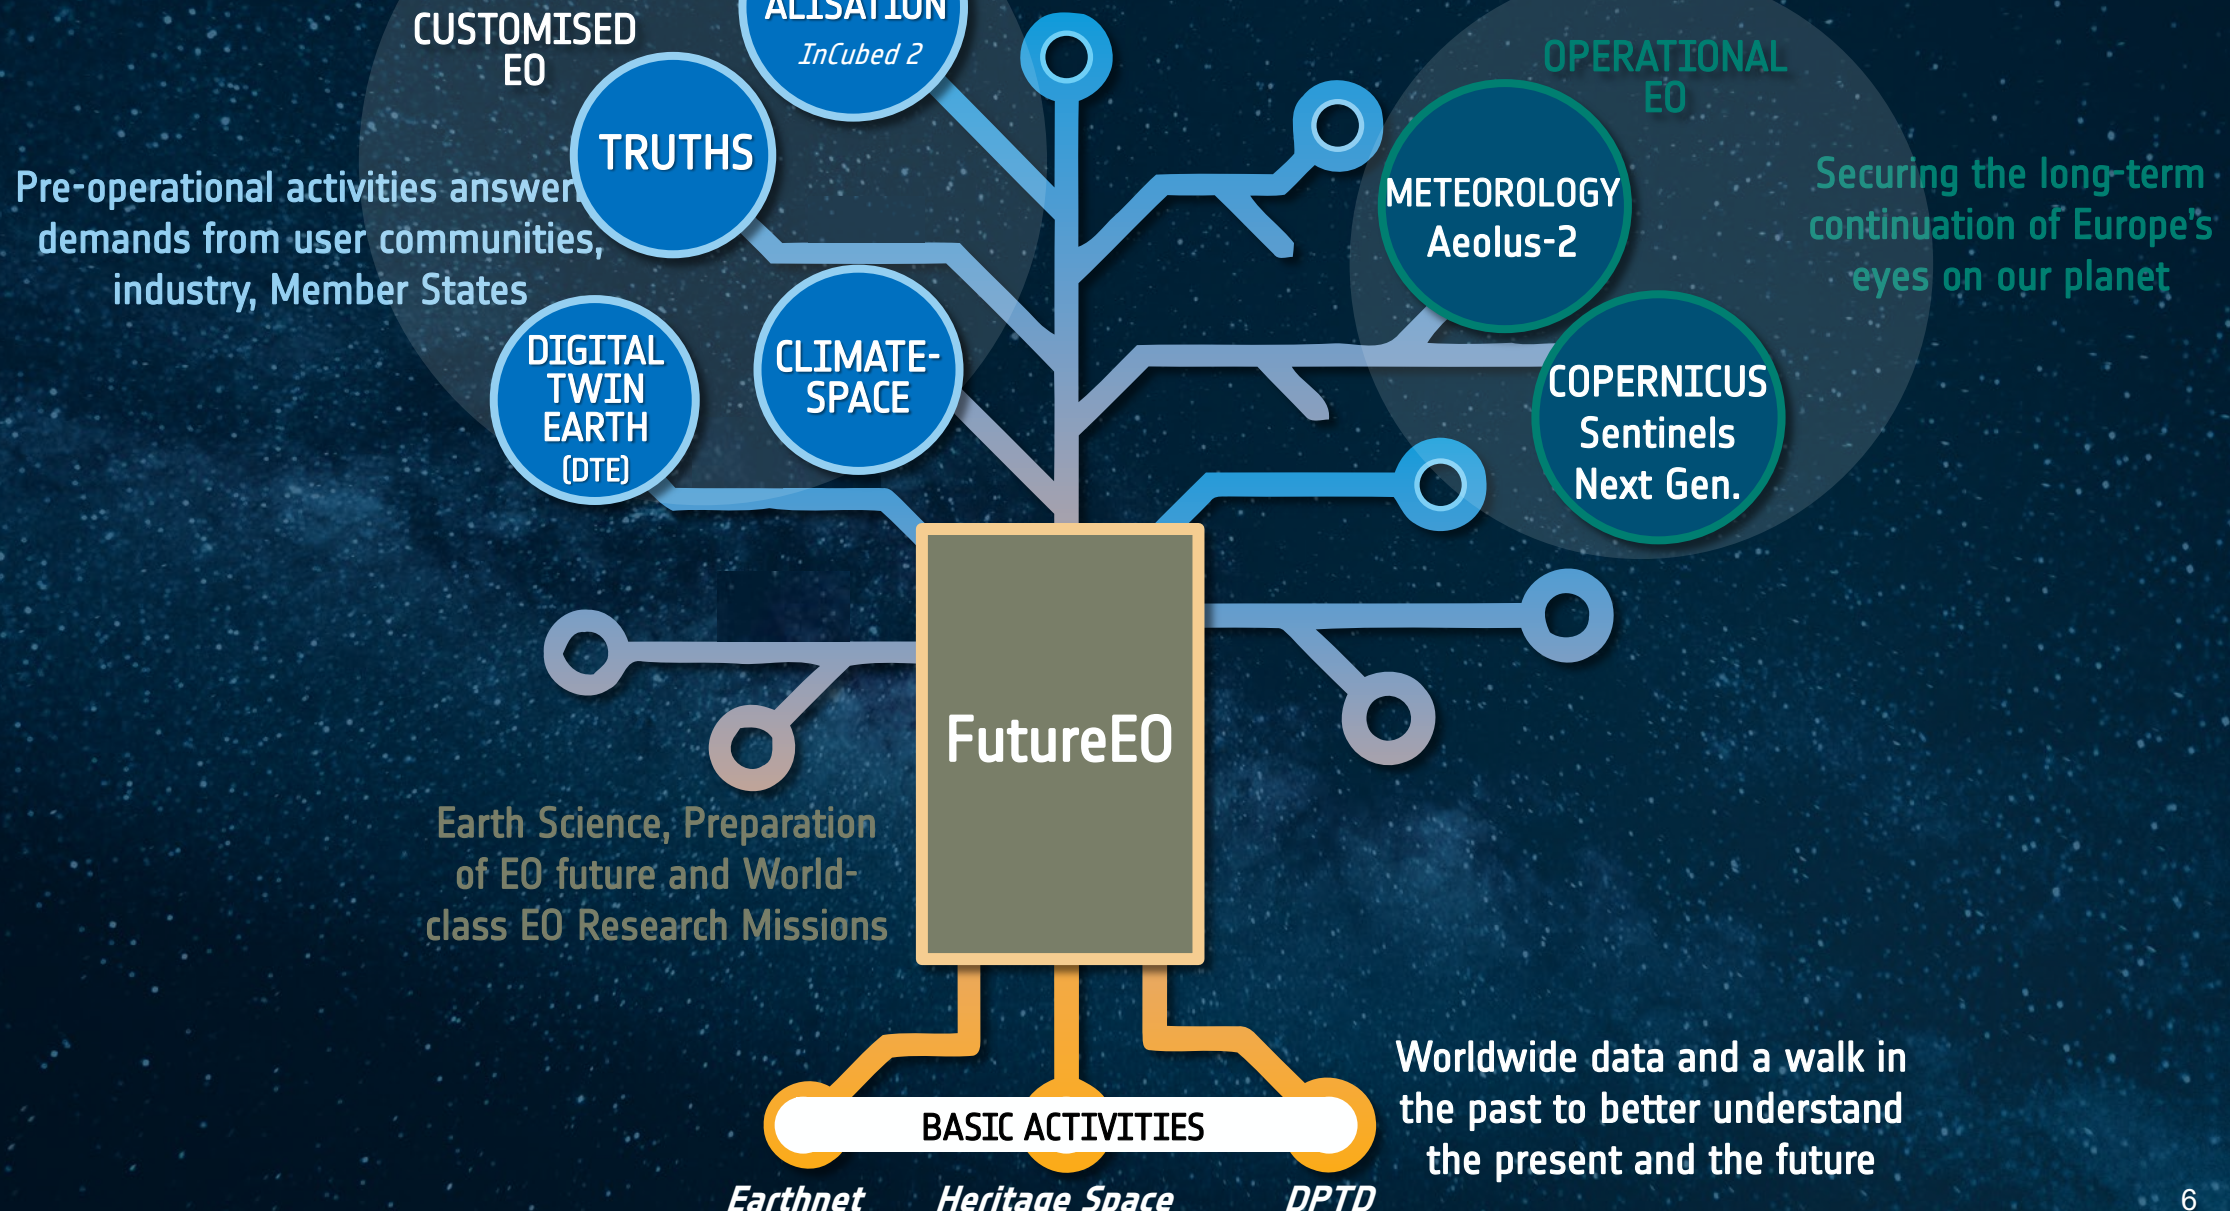 CUSTOMISED
EO
ALISATION
InCubed 2
OPERATIONAL
EO
TRUTHS
Pre-operational activities answer
demands from user communities,
industry, Member States
METEOROLOGY
Aeolus-2
Securing the long-term
continuation of Europe's
eyes on our planet
DIGITAL
TWIN
EARTH
(DTE)
CLIMATE-
SPACE
COPERNICUS
Sentinels
Next Gen.
FutureEO
Earth Science, Preparation
of EO future and World-
class EO Research Missions
BASIC ACTIVITIES
Worldwide data and a walk in
the past to better understand
the present and the future
Earthnet
Heritage Space
DPTD
6